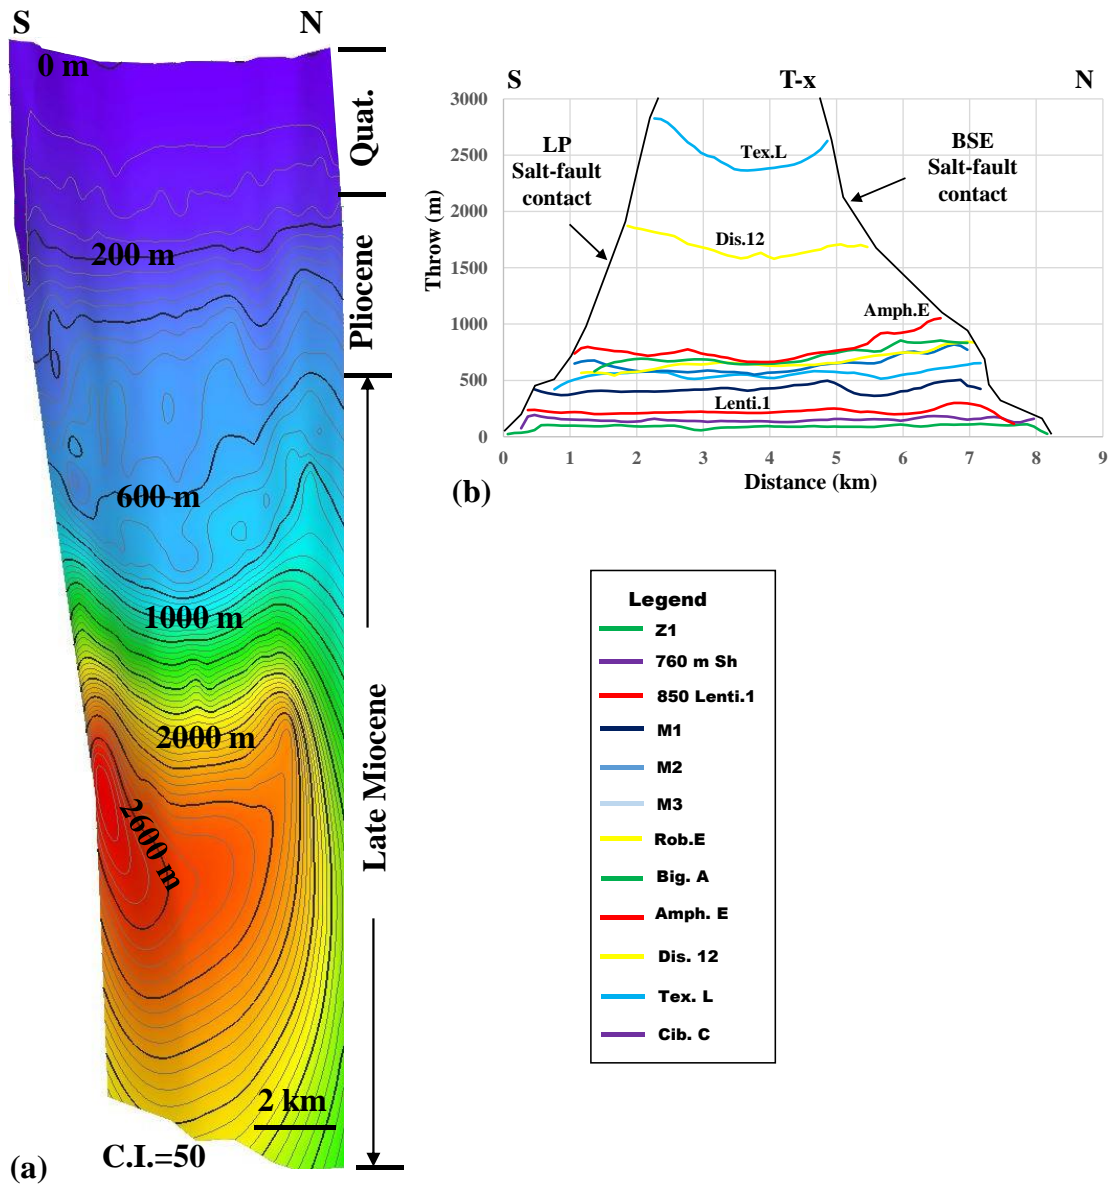 S
N
0 m
Quat.
200 m
Pliocene
600 m
1000 m
2000 m
2600 m
Late Miocene
2 km
C.I.=50
(a)
S
T-x
N
3000
2500
2000
1500
1000
500
0
Throw (m)
LP
Salt-fault
contact
Tex.L
BSE
Salt-fault
contact
Dis.12
Amph.E
Lenti.1
0 1 2 3 4 5 6 7 8 9
Distance (km)
(b)
Legend
Z1
760 m Sh
850 Lenti.1
M1
M2
M3
Rob.E
Big. A
Amph. E
Dis. 12
Tex. L
Cib. C